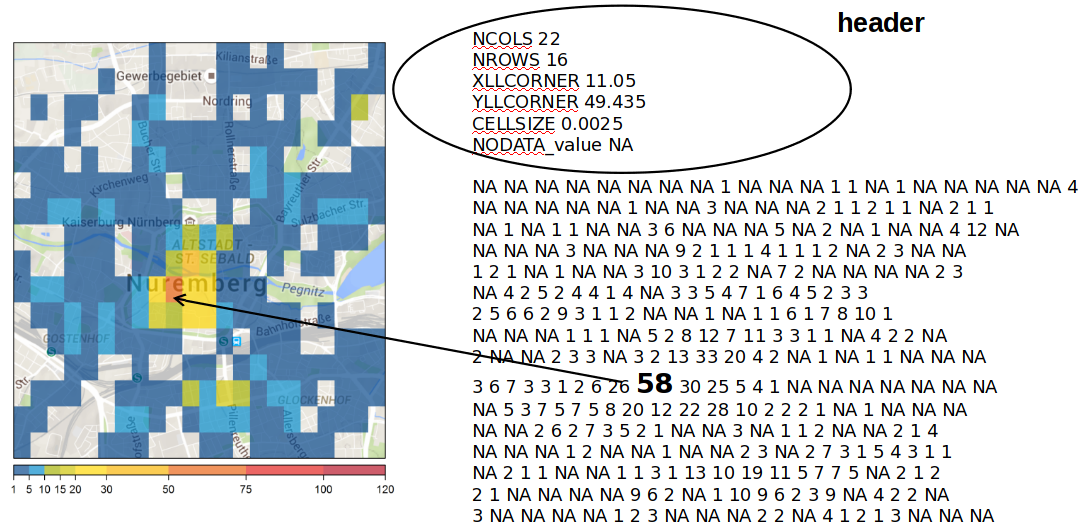 header
NCOLS 22
NROWS 16
XLLCORNER 11.05
YLLCORNER 49.435
CELLSIZE 0.0025
NODATA_value NA
Kilianstraße
Gewerbegebiet
Nordring
Bucher Str.
Rollnerstraße
Bayreuther Str.
Kirchenweg
Sulzbacher Str.
Kaiserburg Nürnberg
ALTSTADT -
ST. SEBALD
Nuremberg
Pegnitz
Bahnhofstraße
GOSTENHOF
Str.
GLOCKENHOF
Pillenreuth
Allersberg
1 5 10 15 20 30 50 75 100 120
NA NA NA NA NA NA NA NA 1 NA NA NA 1 1 NA 1 NA NA NA NA NA 4
NA NA NA NA NA 1 NA NA 3 NA NA NA 2 1 1 2 1 1 NA 2 1 1
NA 1 NA 1 1 NA NA 3 6 NA NA NA 5 NA 2 NA 1 NA NA 4 12 NA
NA NA NA 3 NA NA NA 9 2 1 1 1 4 1 1 1 2 NA 2 3 NA NA
1 2 1 NA 1 NA NA 3 10 3 1 2 2 NA 7 2 NA NA NA NA 2 3
NA 4 2 5 2 4 4 1 4 NA 3 3 5 4 7 1 6 4 5 2 3 3
2 5 6 6 2 9 3 1 1 2 NA NA 1 NA 1 1 6 1 7 8 10 1
NA NA NA 1 1 1 NA 5 2 8 12 7 11 3 3 1 1 NA 4 2 2 NA
2 NA NA 2 3 3 NA 3 2 13 33 20 4 2 NA 1 NA 1 1 NA NA NA
3 6 7 3 3 1 2 6 26 58 30 25 5 4 1 NA NA NA NA NA NA NA
NA 5 3 7 5 7 5 8 20 12 22 28 10 2 2 2 1 NA 1 NA NA NA
NA NA 2 6 2 7 3 5 2 1 NA NA 3 NA 1 1 2 NA NA 2 1 4
NA NA NA 1 2 NA NA 1 NA NA 2 3 NA 2 7 3 1 5 4 3 1 1
NA 2 1 1 NA NA 1 1 3 1 13 10 19 11 5 7 7 5 NA 2 1 2
2 1 NA NA NA NA 9 6 2 NA 1 10 9 6 2 3 9 NA 4 2 2 NA
3 NA NA NA NA 1 2 3 NA NA NA 2 2 NA 4 1 2 1 3 NA NA NA